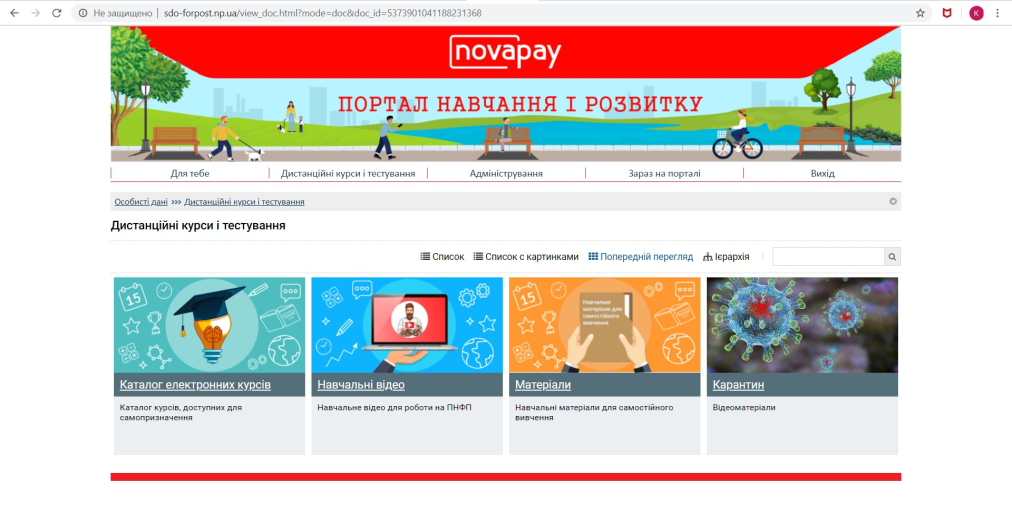 Не защищено | sdo-forpost.np.ua/view_doc.html?mode=doc&doc_id=5373901041188231368
K
novapay
ПОРТАЛ НАВЧАННЯ І РОЗВИТКУ
Для тебе | Дистанційні курси і тестування | Адміністрування | Зараз на порталі | Вихід
Особисті дані »» Дистанційні курси і тестування
Дистанційні курси і тестування
Список Список с картинками Попередній перегляд Ієрархія
15
15
Навчальні
матеріали для
самостійного
вивчення
Каталог електронних курсів
Каталог курсів, доступних для
самопризначення
Навчальні відео
Навчальне відео для роботи на ПНФП
Матеріали
Навчальні матеріали для самостійного
вивчення
Карантин
Відеоматеріали